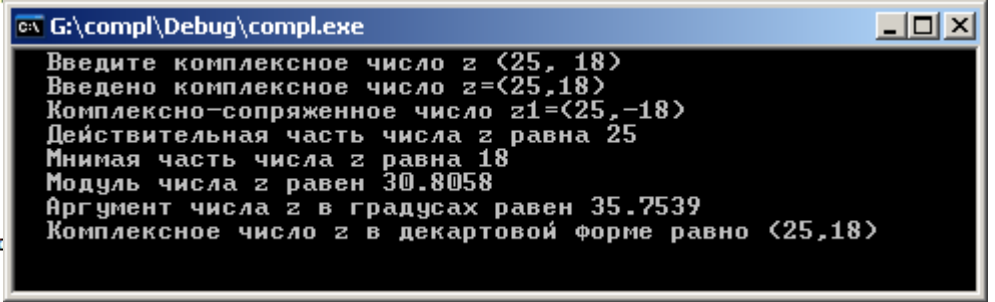 G:\compl\Debug\compl.exe
Введите комплексное число z (25, 18)
Введено комплексное число z=(25,18)
Комплексно-сопряженное число z1=(25,-18)
Действительная часть числа z равна 25
Мнимая часть числа z равна 18
Модуль числа z равен 30.8058
Аргумент числа z в градусах равен 35.7539
Комплексное число z в декартовой форме равно (25,18)